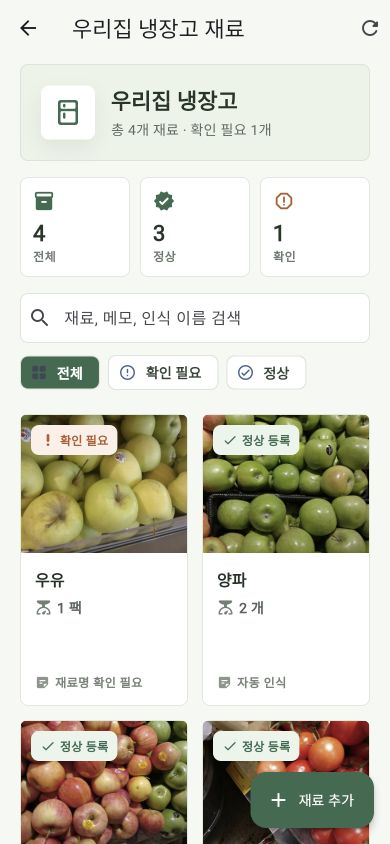 우리집 냉장고 재료
우리집 냉장고
총 4개 재료 · 확인 필요 1개
4
전체
3
정상
1
확인
재료, 메모, 인식 이름 검색
전체
확인 필요
정상
확인 필요
정상 등록
우유
1 팩
재료명 확인 필요
양파
2 개
자동 인식
정상 등록
정상 등록
재료 추가